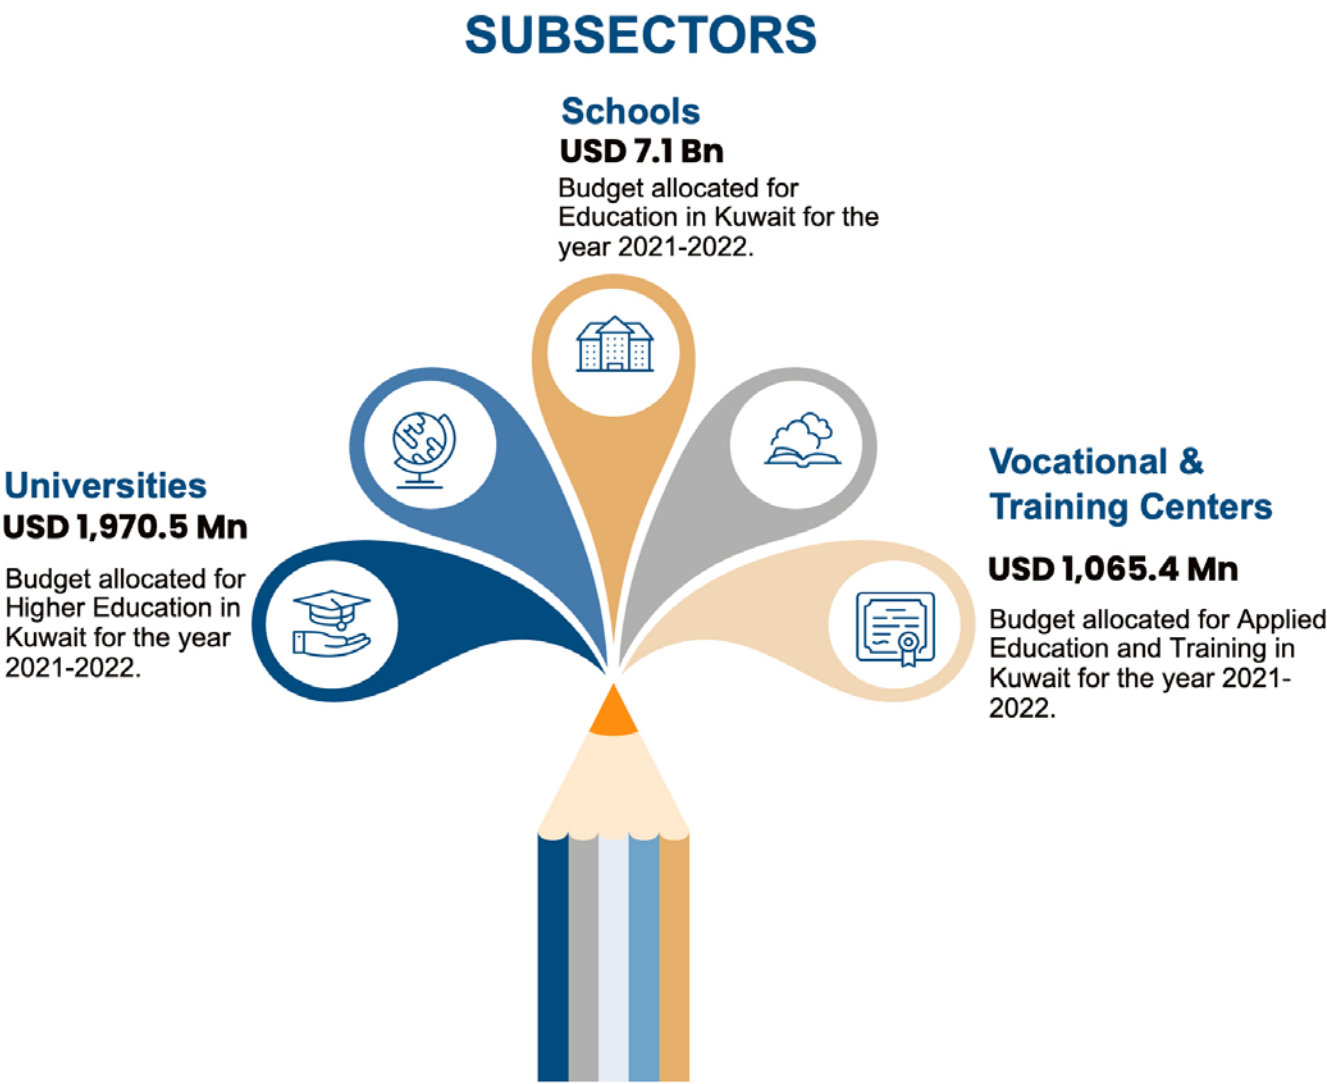 SUBSECTORS
Schools
USD 7.1 Bn
Budget allocated for
Education in Kuwait for the
year 2021-2022.
Universities
USD 1,970.5 Mn
Budget allocated for
Higher Education in
Kuwait for the year
2021-2022.
Vocational &
Training Centers
USD 1,065.4 Mn
Budget allocated for Applied
Education and Training in
Kuwait for the year 2021-
2022.